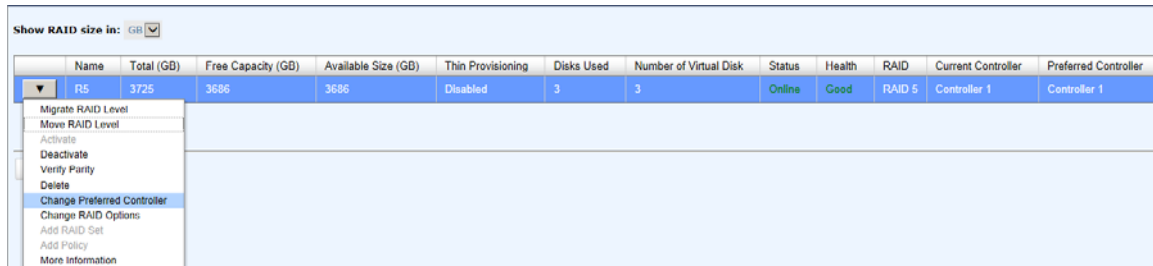 Show RAID size in: GB
Name Total (GB) Free Capacity (GB) Available Size (GB) Thin Provisioning Disks Used Number of Virtual Disk Status Health RAID Current Controller Preferred Controller
▼ R5 3725 3686 3686 Disabled 3 3 Online Good RAID 5 Controller 1 Controller 1
Migrate RAID Level
Move RAID Level
Activate
Deactivate
Verify Parity
Delete
Change Preferred Controller
Change RAID Options
Add RAID Set
Add Policy
More Information